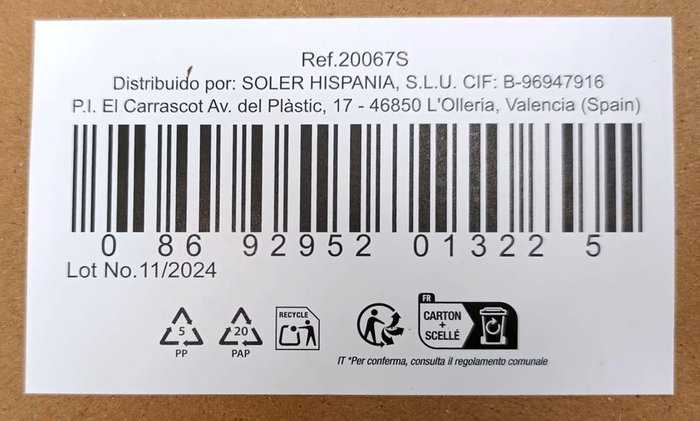 Ref.20067S
Distribuido por: SOLER HISPANIA, S.L.U. CIF: B-96947916
P.I. El Carrascot Av. del Plàstic, 17 - 46850 L'Olleria, Valencia (Spain)
0 86 92952 01322 5
Lot No.11/2024
5
PP
20
PAP
RECYCLE
FR
CARTON
+
SCELLÉ
IT *Per conferma, consulta il regolamento comunale